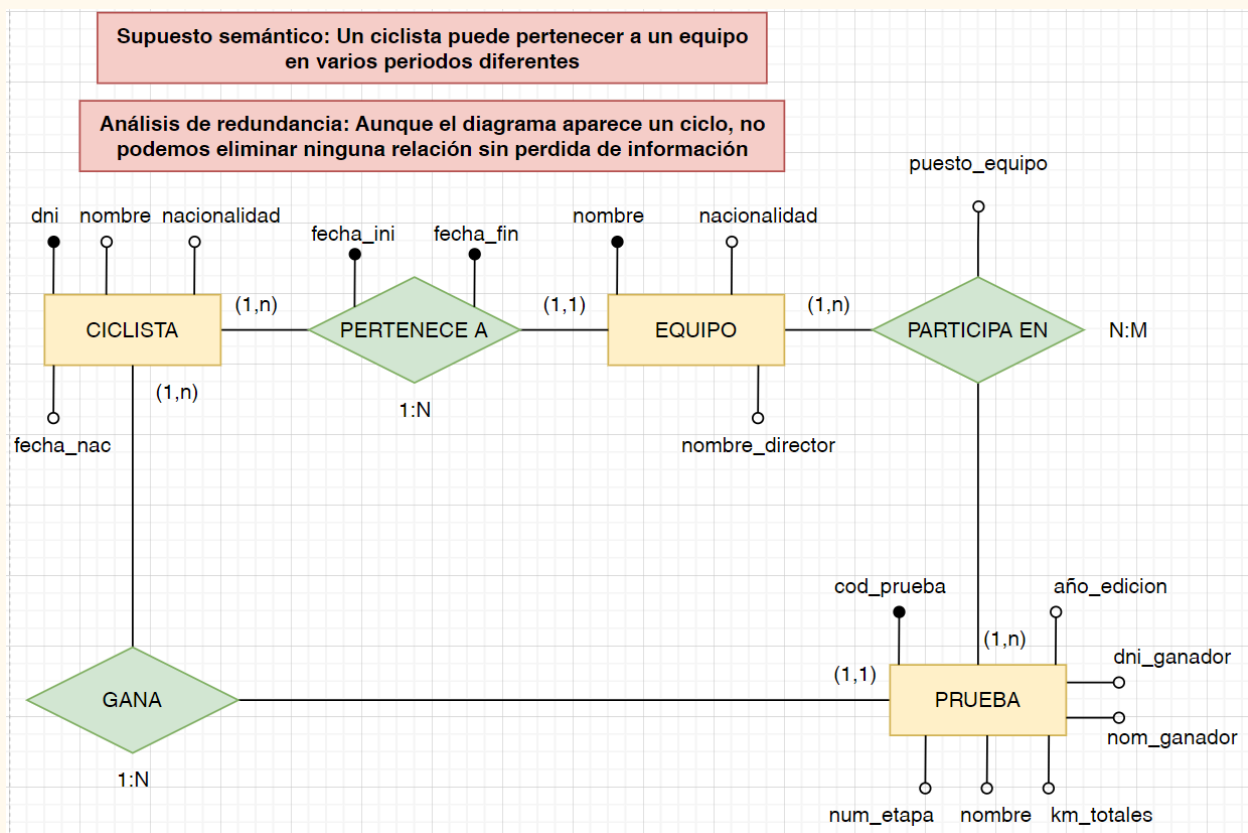 Supuesto semántico: Un ciclista puede pertenecer a un equipo
en varios periodos diferentes
Análisis de redundancia: Aunque el diagrama aparece un ciclo, no
podemos eliminar ninguna relación sin perdida de información
puesto_equipo
dni nombre nacionalidad
fecha_ini fecha_fin
nombre nacionalidad
(1,n) (1,1) (1,n)
CICLISTA PERTENECE A EQUIPO PARTICIPA EN N:M
(1,n)
1:N
fecha_nac
nombre_director
cod_prueba año_edicion
(1,n)
dni_ganador
(1,1)
GANA PRUEBA
nom_ganador
1:N
num_etapa nombre km_totales